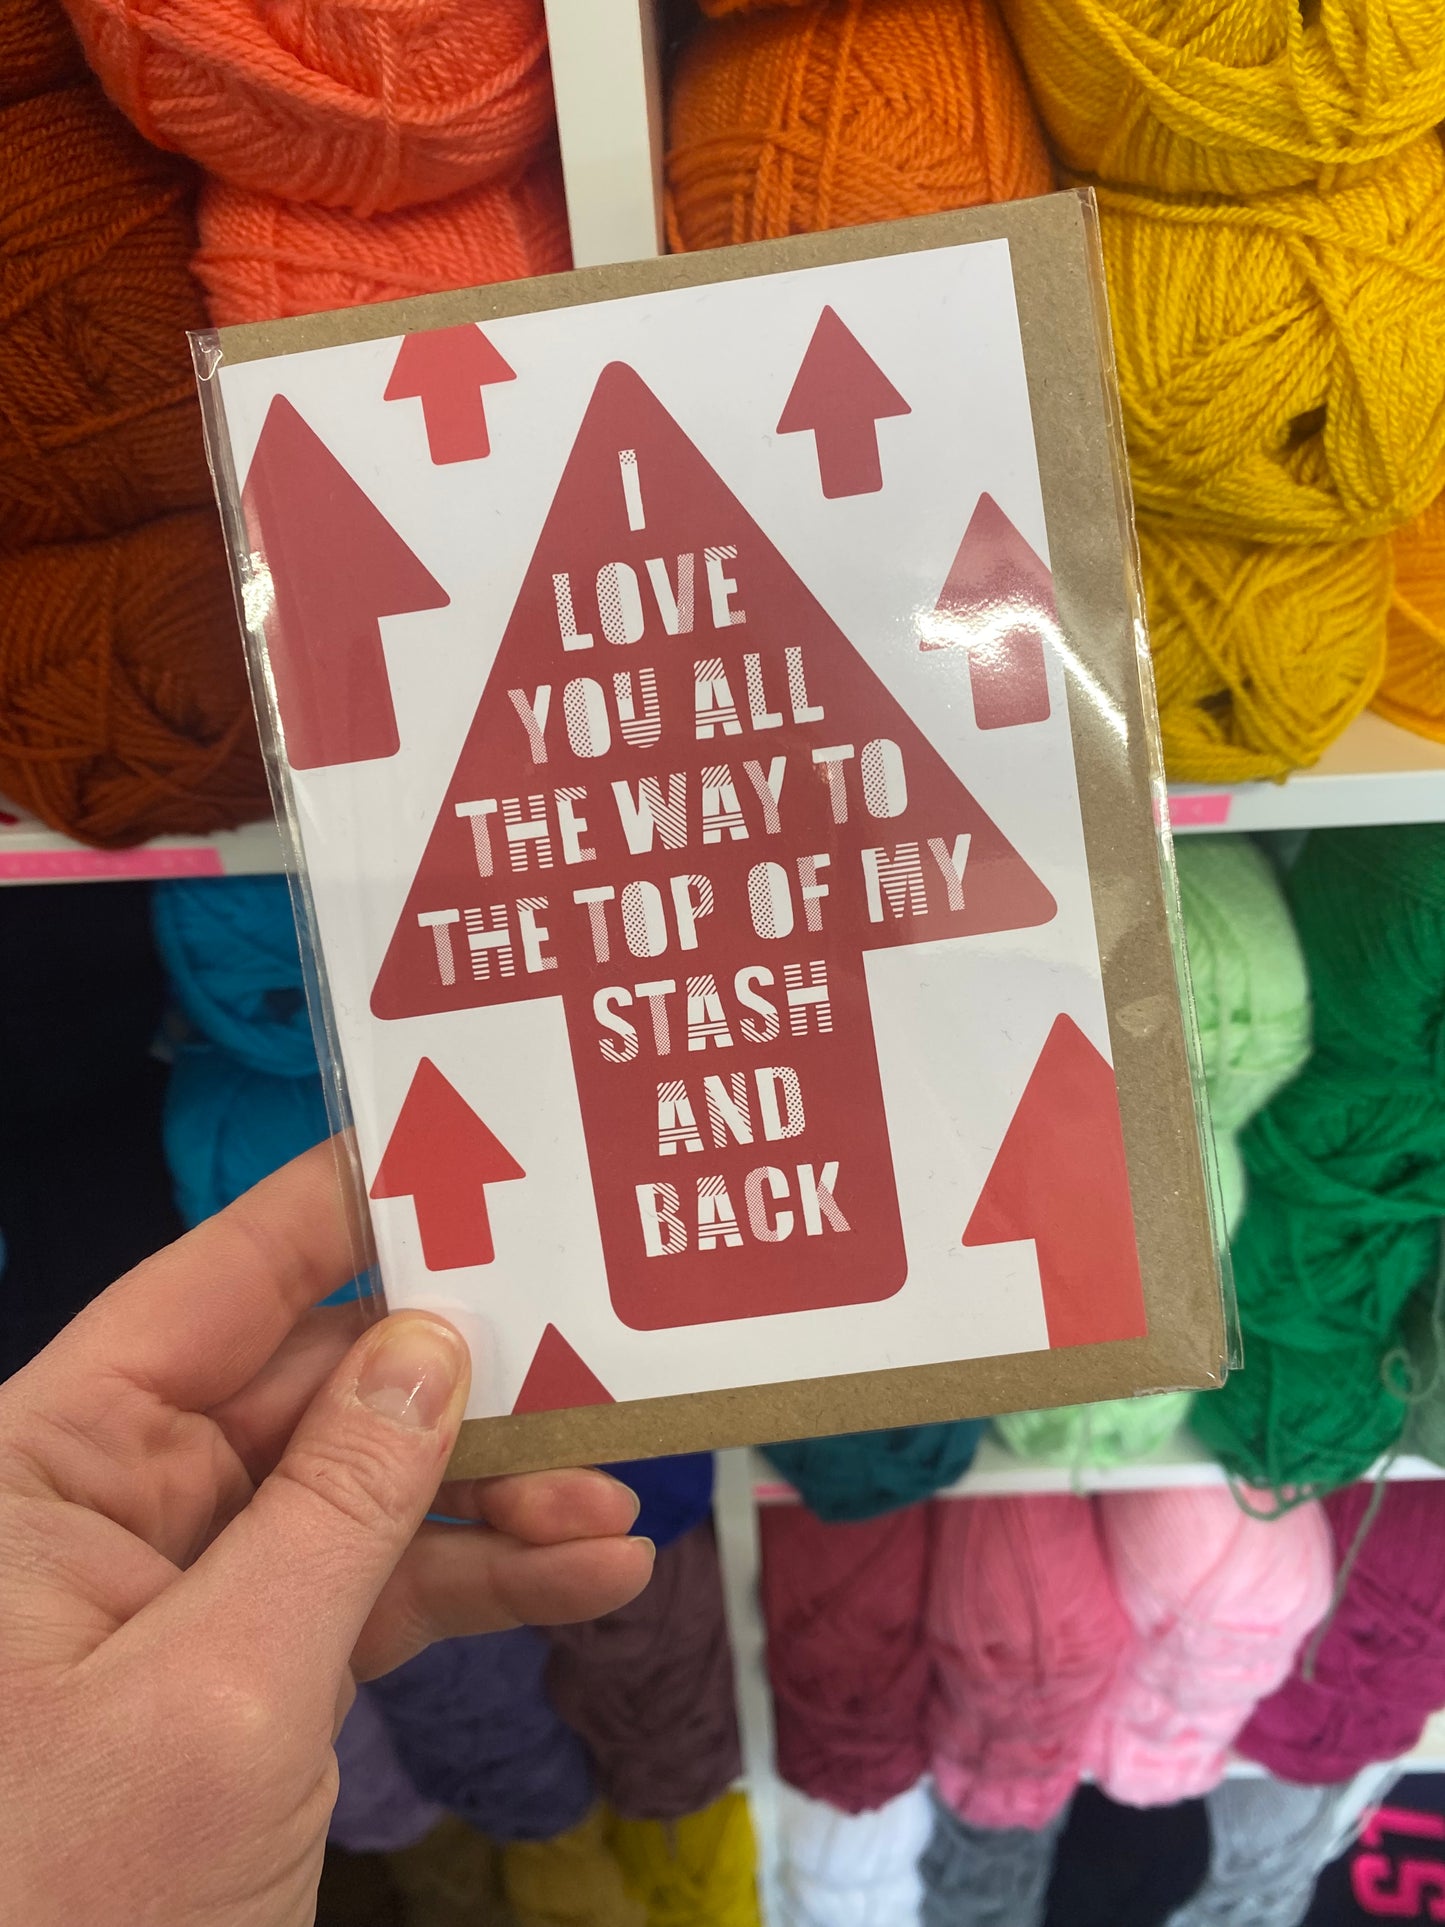 I
LOVE
YOU ALL
THE WAY TO
THE TOP OF MY
STASH
AND
BACK